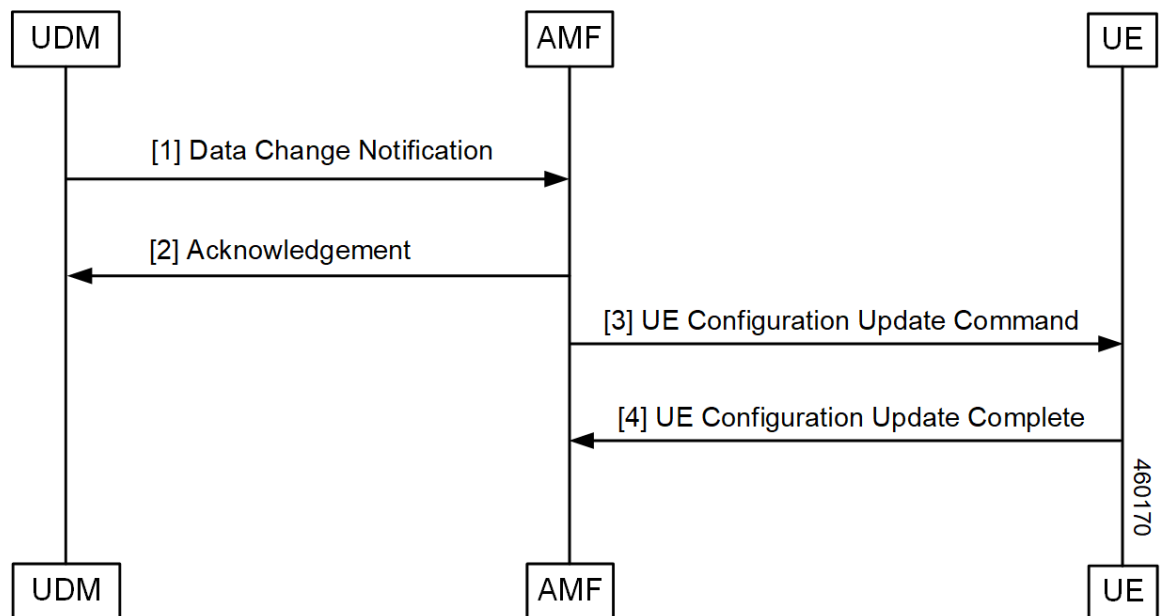 UDM
AMF
UE
[1] Data Change Notification
[2] Acknowledgement
[3] UE Configuration Update Command
[4] UE Configuration Update Complete
460170
UDM
AMF
UE